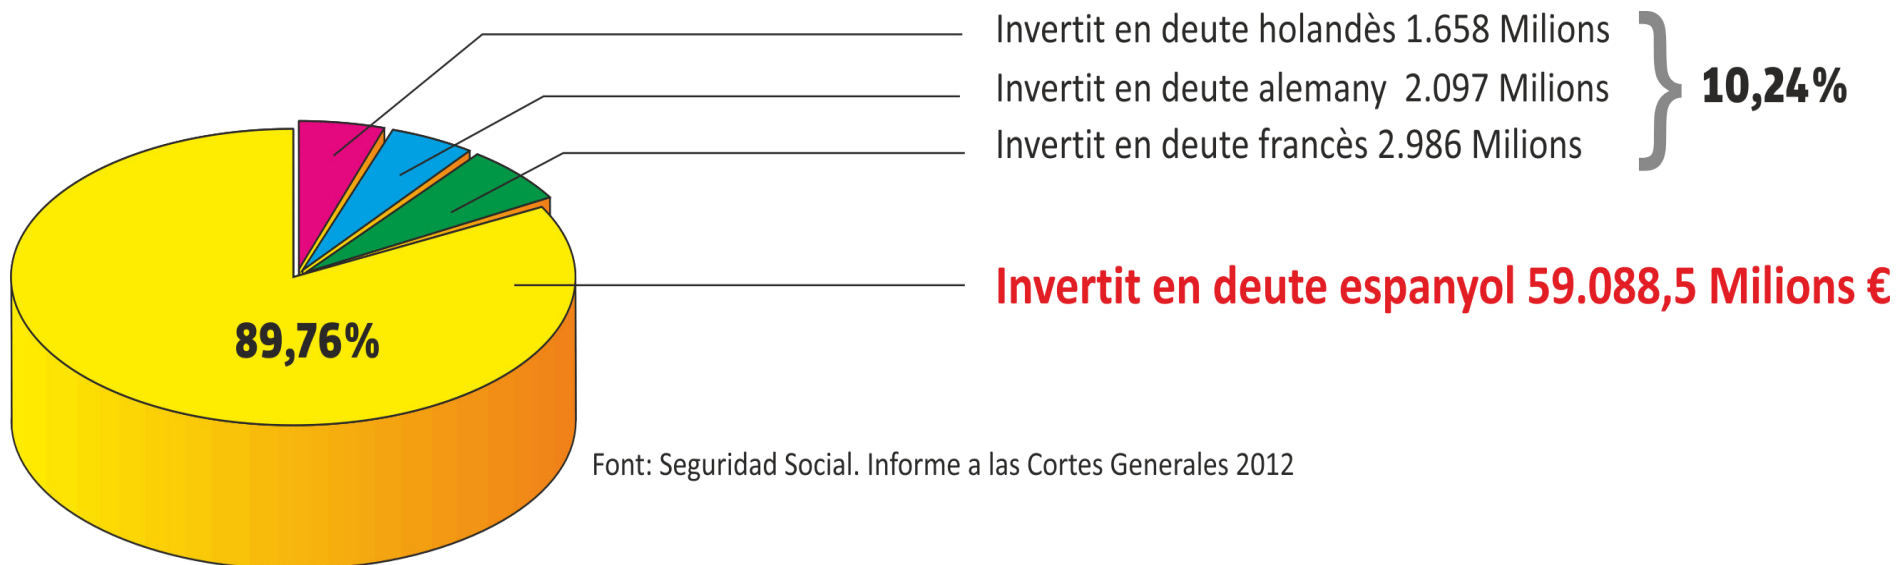 Invertit en deute holandès 1.658 Milions
Invertit en deute alemany 2.097 Milions
10,24%
Invertit en deute francès 2.986 Milions
Invertit en deute espanyol 59.088,5 Milions €
89,76%
Font: Seguridad Social. Informe a las Cortes Generales 2012